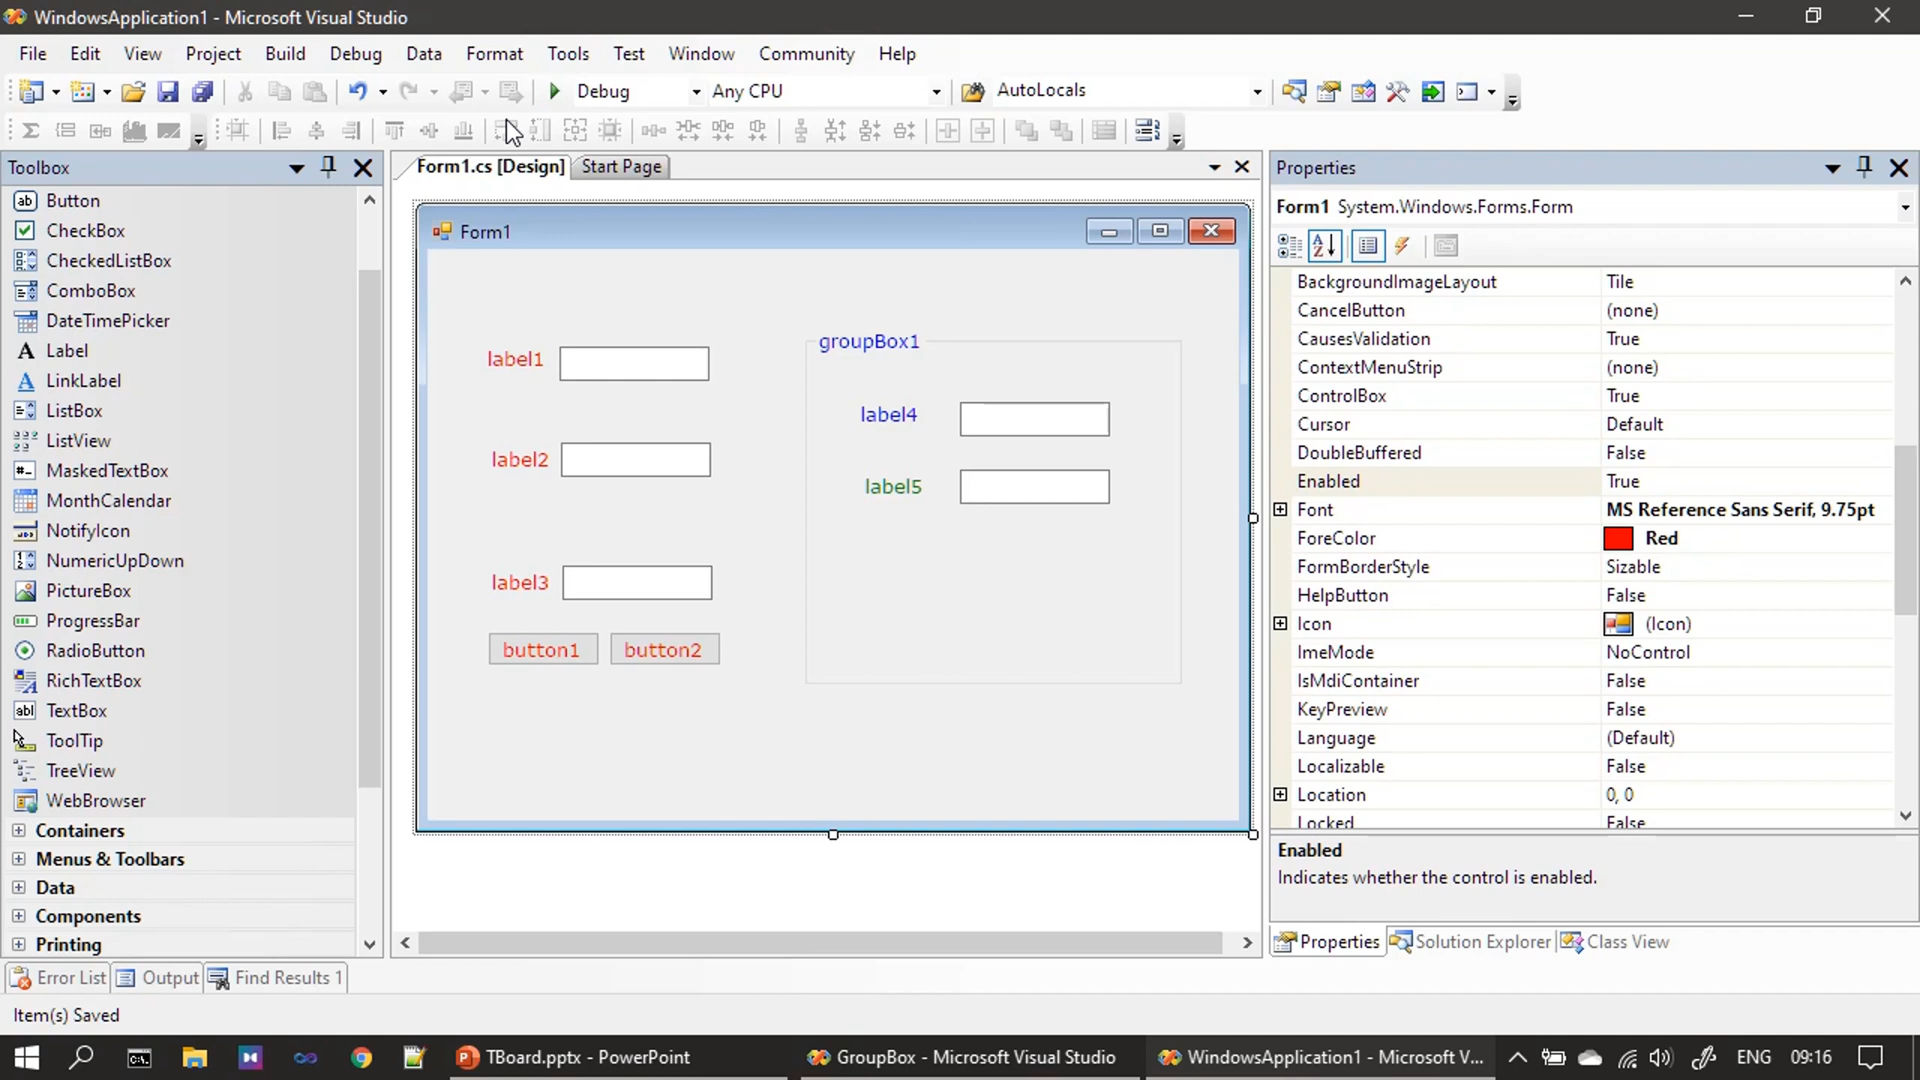 WindowsApplication1 - Microsoft Visual Studio
File Edit View Project Build Debug Data Format Tools Test Window Community Help
Debug Any CPU AutoLocals
Toolbox
Button
CheckBox
CheckedListBox
ComboBox
DateTimePicker
Label
LinkLabel
ListBox
ListView
MaskedTextBox
MonthCalendar
NotifyIcon
NumericUpDown
PictureBox
ProgressBar
RadioButton
RichTextBox
TextBox
ToolTip
TreeView
WebBrowser
Containers
Menus & Toolbars
Data
Components
Printing
Form1.cs [Design] Start Page
Form1
label1
label2
label3
button1 button2
groupBox1
label4
label5
Properties
Form1 System.Windows.Forms.Form
BackgroundImageLayout Tile
CancelButton (none)
CausesValidation True
ContextMenuStrip (none)
ControlBox True
Cursor Default
DoubleBuffered False
Enabled True
Font MS Reference Sans Serif, 9.75pt
ForeColor Red
FormBorderStyle Sizable
HelpButton False
Icon (Icon)
ImeMode NoControl
IsMdiContainer False
KeyPreview False
Language (Default)
Localizable False
Location 0, 0
Locked False
Enabled
Indicates whether the control is enabled.
Properties Solution Explorer Class View
Error List Output Find Results 1
Item(s) Saved
TBoard.pptx - PowerPoint GroupBox - Microsoft Visual Studio WindowsApplication1 - Microsoft V... ENG 09:16